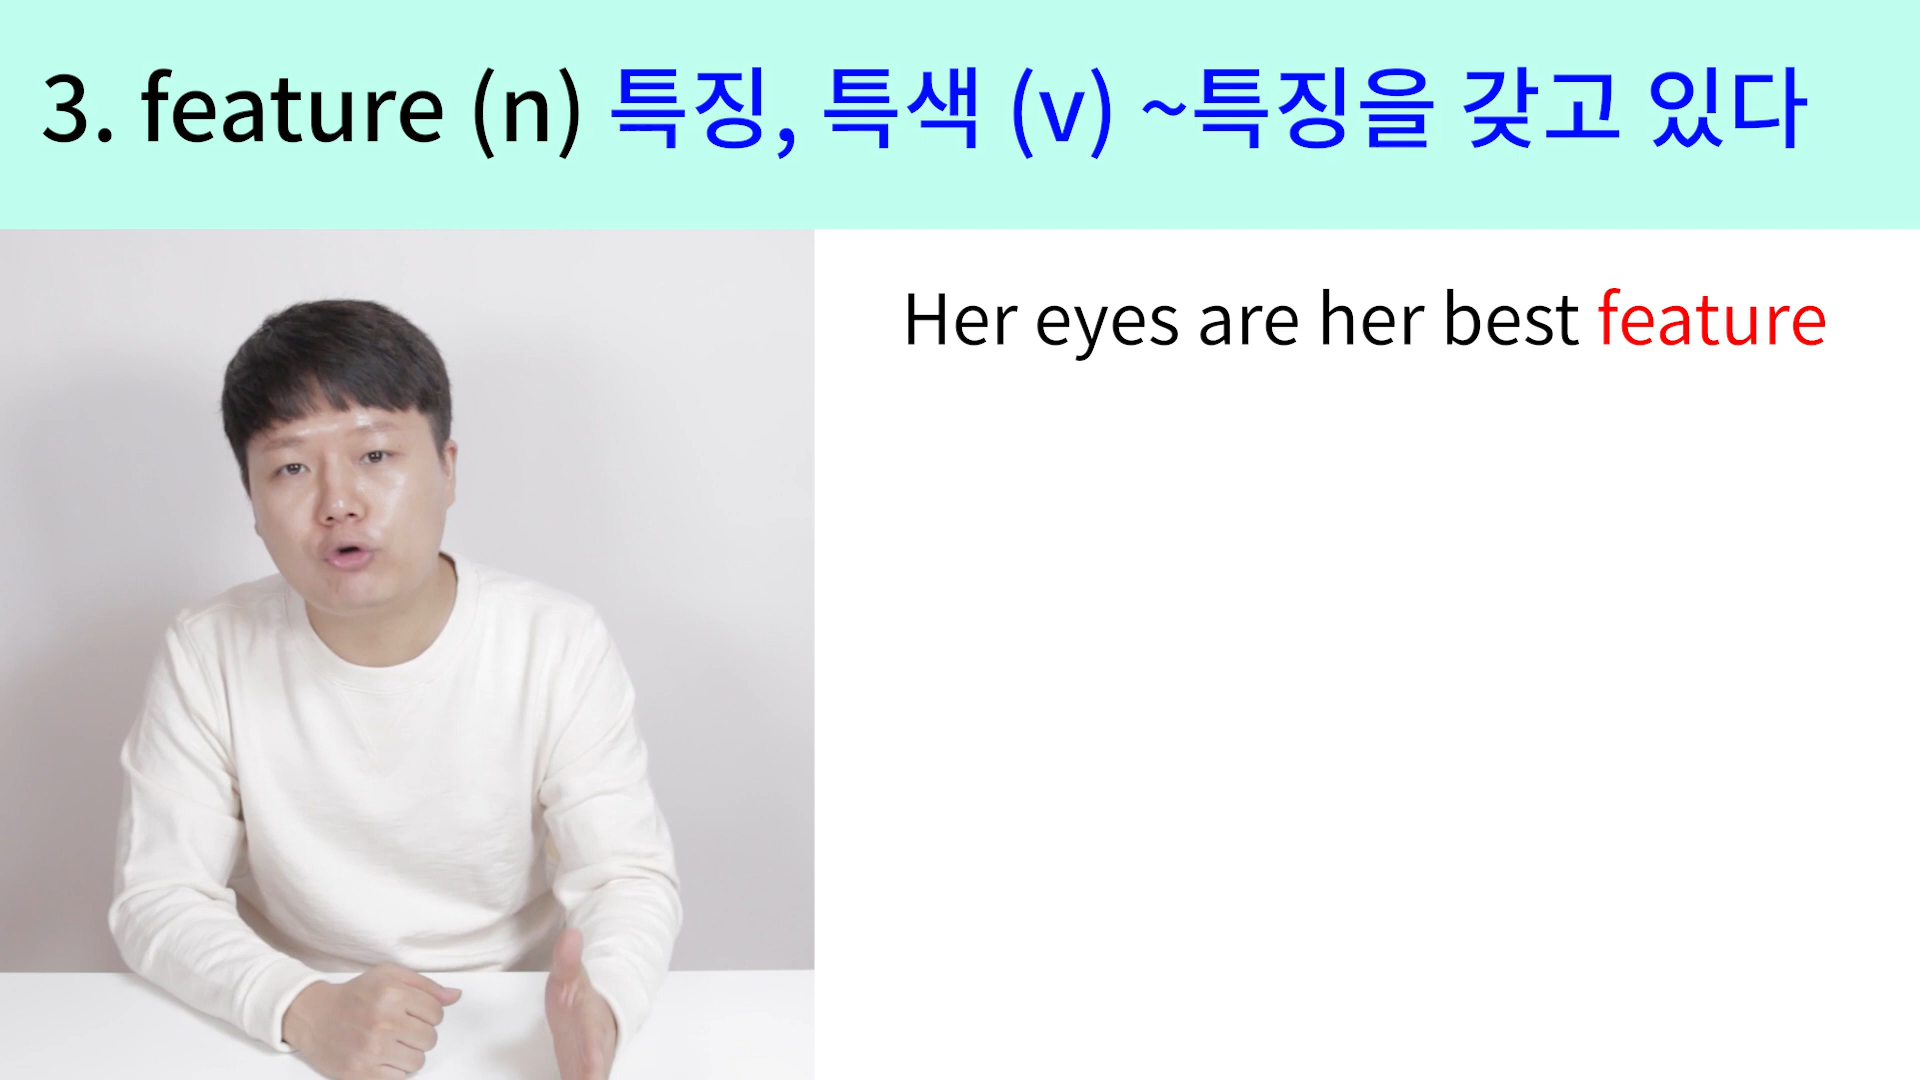 3. feature (n) 특징, 특색 (v) ~특징을 갖고 있다
Her eyes are her best feature